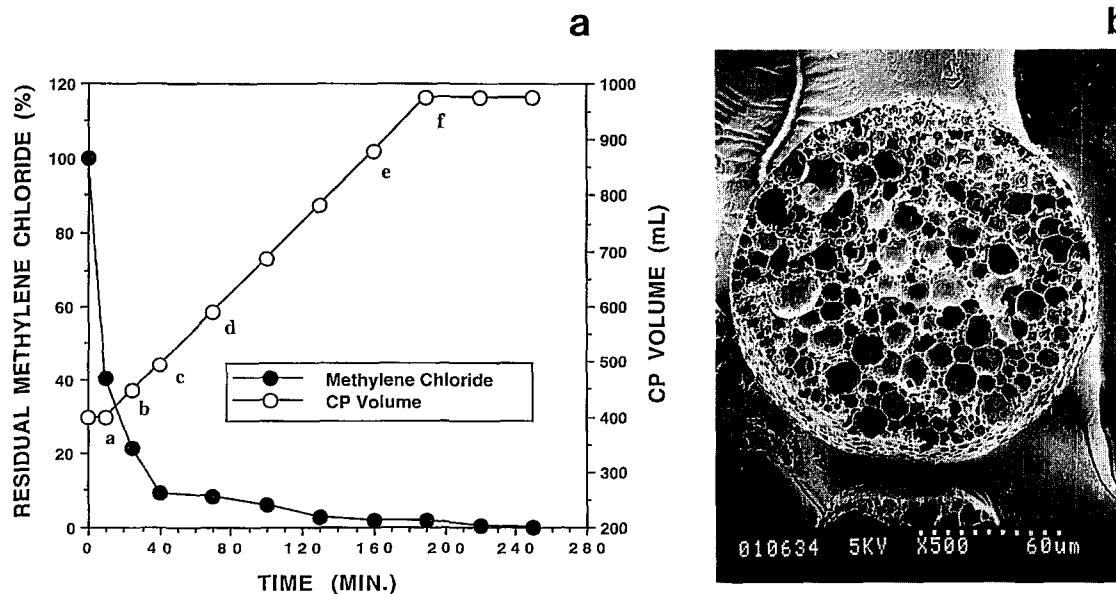 a
b
RESIDUAL METHYLENE CHLORIDE (%)
120
100
80
60
40
20
0
1000
900
800
700
600
500
400
300
200
CP VOLUME (mL)
a
b
c
d
e
f
Methylene Chloride
CP Volume
0 40 80 120 160 200 240 280
TIME (MIN.)
010634 5KV X500 60um